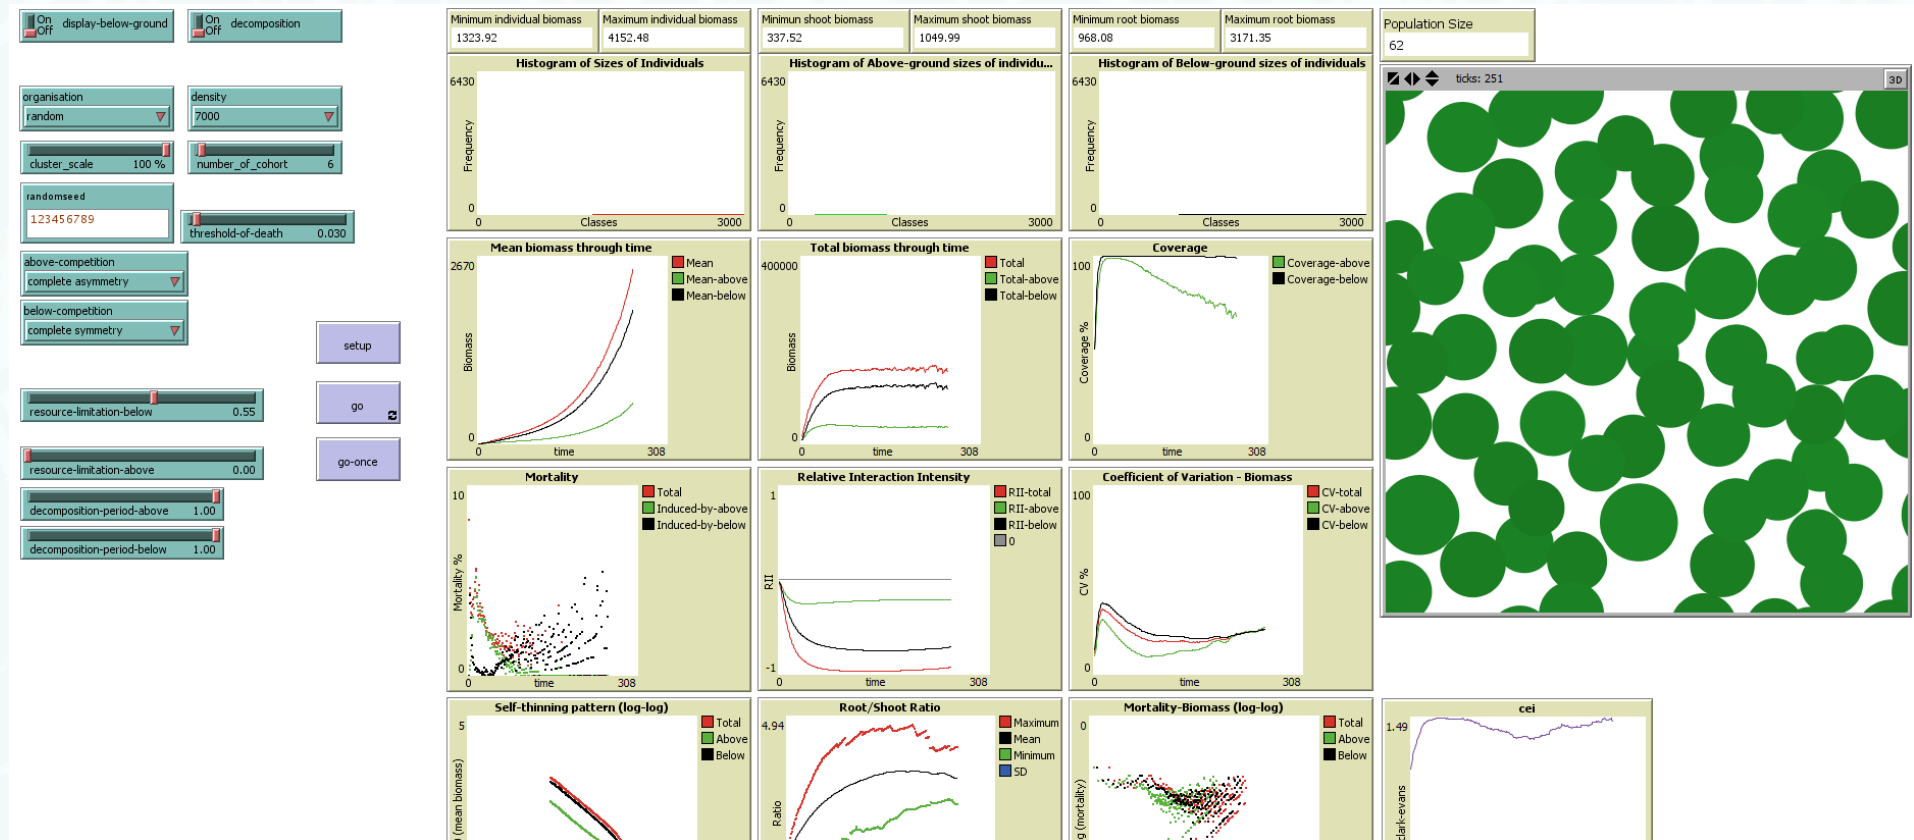 On
Off
display-below-ground
On
Off
decomposition
organisation
random
density
7000
cluster_scale 100 %
number_of_cohort 6
randomseed
123456789
threshold-of-death 0.030
above-competition
complete asymmetry
below-competition
complete symmetry
setup
go
go-once
resource-limitation-below 0.55
resource-limitation-above 0.00
decomposition-period-above 1.00
decomposition-period-below 1.00
Minimum individual biomass
1323.92
Maximum individual biomass
4152.48
Minimun shoot biomass
337.52
Maximum shoot biomass
1049.99
Minimum root biomass
968.08
Maximum root biomass
3171.35
Population Size
62
Histogram of Sizes of Individuals
6430
Frequency
0
0 Classes 3000
Histogram of Above-ground sizes of individu...
6430
Frequency
0
0 Classes 3000
Histogram of Below-ground sizes of individuals
6430
Frequency
0
0 Classes 3000
ticks: 251
3D
Mean biomass through time
2670
Biomass
0
time 308
Mean
Mean-above
Mean-below
Total biomass through time
400000
Biomass
0
0 time 308
Total
Total-above
Total-below
Coverage
100
Coverage %
0
0 time 308
Coverage-above
Coverage-below
Mortality
10
Mortality %
0
0 time 308
Total
Induced-by-above
Induced-by-below
Relative Interaction Intensity
1
RII
-1
0 time 308
RII-total
RII-above
RII-below
0
Coefficient of Variation - Biomass
100
CV %
0
0 time 308
CV-total
CV-above
CV-below
Self-thinning pattern (log-log)
5
(mean biomass)
Total
Above
Below
Root/Shoot Ratio
4.94
Ratio
Maximum
Mean
Minimum
SD
Mortality-Biomass (log-log)
0
g (mortality)
Total
Above
Below
cei
1.49
clark-evans